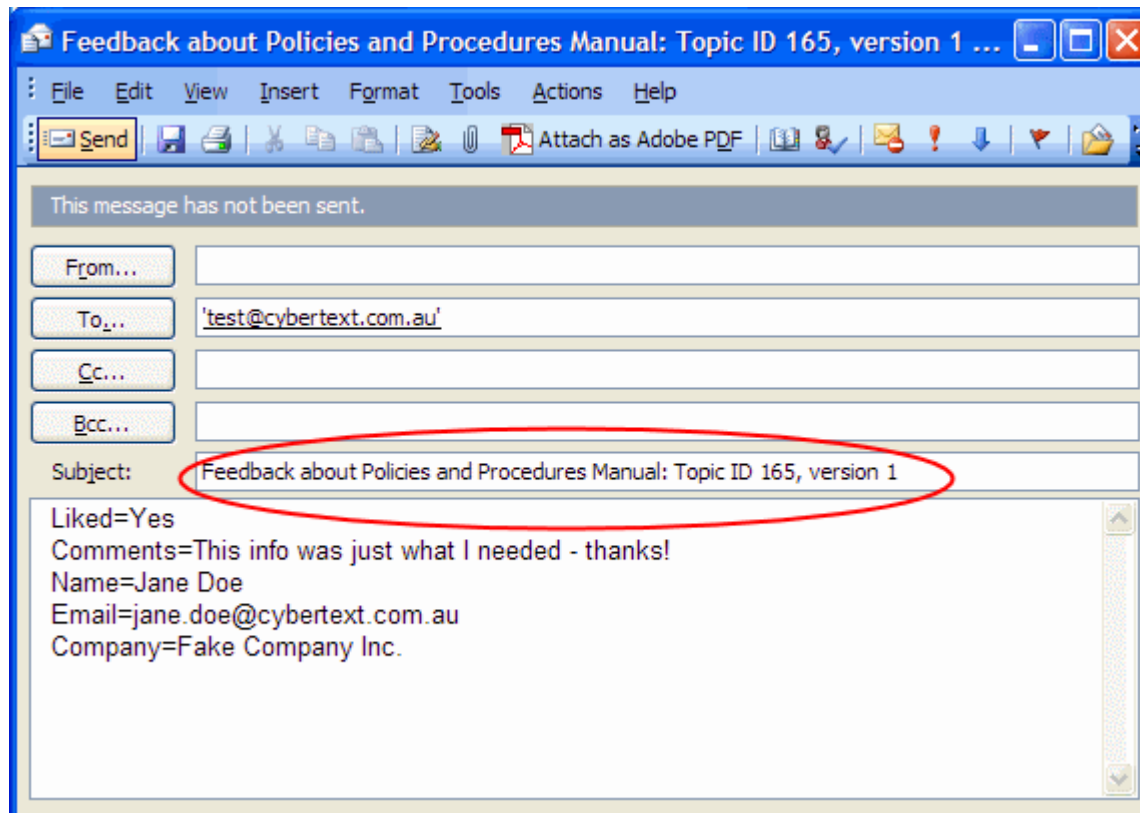 Feedback about Policies and Procedures Manual: Topic ID 165, version 1 ...
File Edit View Insert Format Tools Actions Help
Send Attach as Adobe PDF
This message has not been sent.
From...
To... 'test@cybertext.com.au'
Cc...
Bcc...
Subject: Feedback about Policies and Procedures Manual: Topic ID 165, version 1
Liked=Yes
Comments=This info was just what I needed - thanks!
Name=Jane Doe
Email=jane.doe@cybertext.com.au
Company=Fake Company Inc.